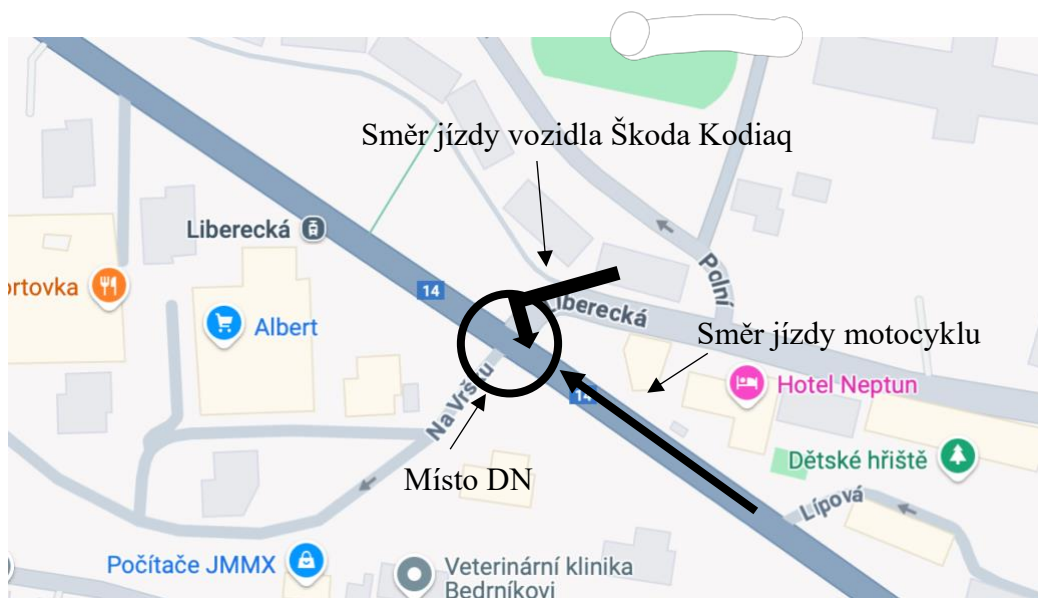 Směr jízdy vozidla Škoda Kodiaq
Liberecká
Polní
ortovka
14
Liberecká
Albert
Směr jízdy motocyklu
14
Hotel Neptun
Na Vršku
Místo DN
Dětské hřiště
Lípová
Počítače JMMX
Veterinární klinika
Bedrníkovi